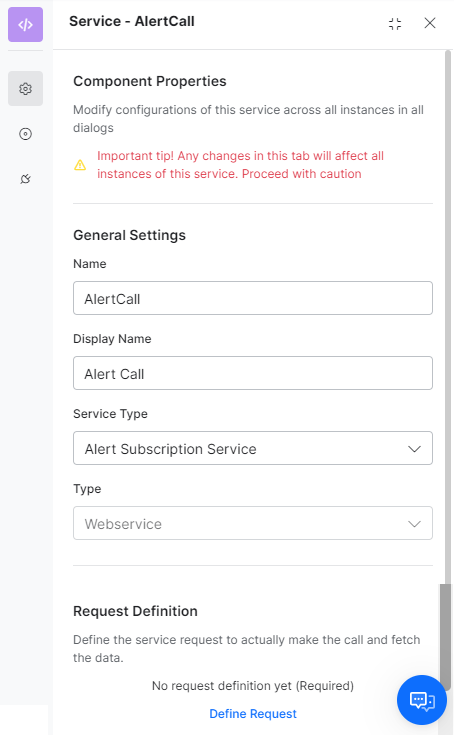 Service - AlertCall
Component Properties
Modify configurations of this service across all instances in all
dialogs
Important tip! Any changes in this tab will affect all
instances of this service. Proceed with caution
General Settings
Name
AlertCall
Display Name
Alert Call
Service Type
Alert Subscription Service
Type
Webservice
Request Definition
Define the service request to actually make the call and fetch
the data.
No request definition yet (Required)
Define Request